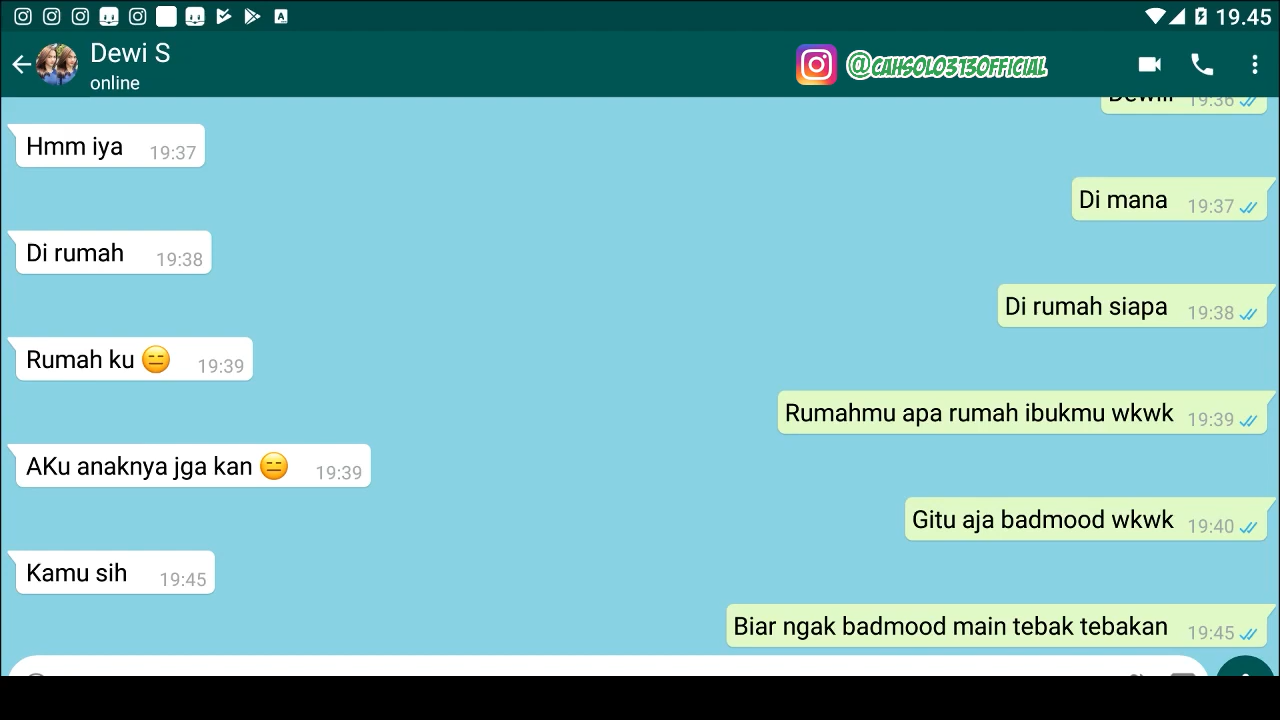 19.45
Dewi S
online
@CAHSOLO313OFFICIAL
19:36
Hmm iya 19:37
Di mana 19:37
Di rumah 19:38
Di rumah siapa 19:38
Rumah ku 😑 19:39
Rumahmu apa rumah ibukmu wkwk 19:39
AKu anaknya jga kan 😑 19:39
Gitu aja badmood wkwk 19:40
Kamu sih 19:45
Biar ngak badmood main tebak tebakan 19:45